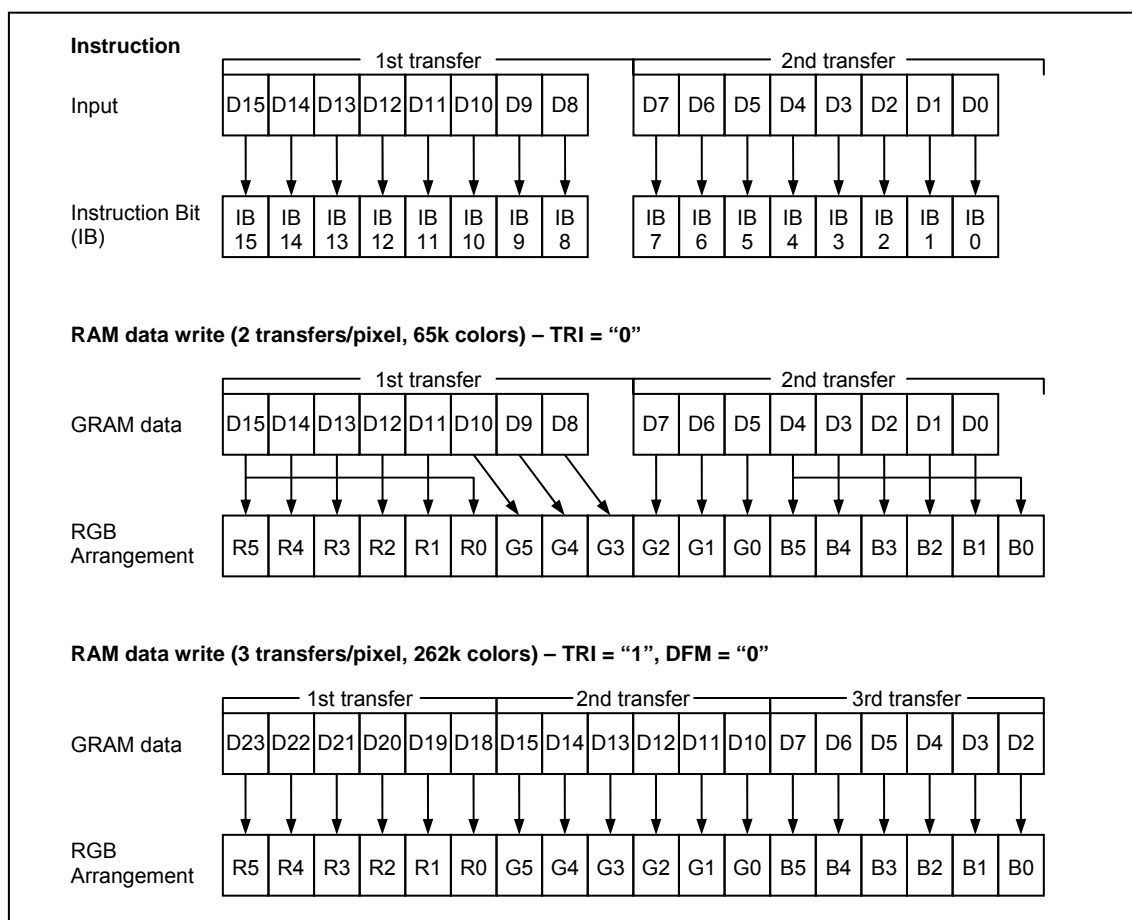 Instruction
1st transfer 2nd transfer
Input D15 D14 D13 D12 D11 D10 D9 D8 D7 D6 D5 D4 D3 D2 D1 D0
Instruction Bit
(IB)
IB IB IB IB IB IB IB IB IB IB IB IB IB IB IB IB
15 14 13 12 11 10 9 8 7 6 5 4 3 2 1 0
RAM data write (2 transfers/pixel, 65k colors) – TRI = “0”
1st transfer 2nd transfer
GRAM data D15 D14 D13 D12 D11 D10 D9 D8 D7 D6 D5 D4 D3 D2 D1 D0
RGB
Arrangement
R5 R4 R3 R2 R1 R0 G5 G4 G3 G2 G1 G0 B5 B4 B3 B2 B1 B0
RAM data write (3 transfers/pixel, 262k colors) – TRI = “1”, DFM = “0”
1st transfer 2nd transfer 3rd transfer
GRAM data D23 D22 D21 D20 D19 D18 D15 D14 D13 D12 D11 D10 D7 D6 D5 D4 D3 D2
RGB
Arrangement
R5 R4 R3 R2 R1 R0 G5 G4 G3 G2 G1 G0 B5 B4 B3 B2 B1 B0